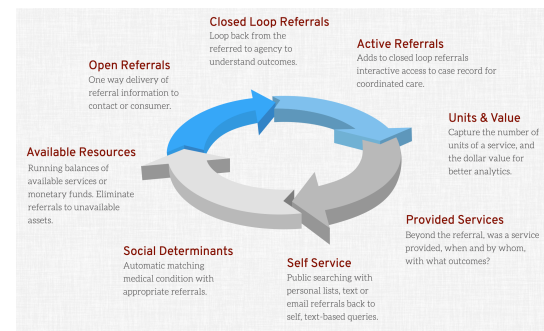 Closed Loop Referrals
Loop back from the
referred to agency to
understand outcomes.
Active Referrals
Adds to closed loop referrals
interactive access to case record for
coordinated care.
Open Referrals
One way delivery of
referral information to
contact or consumer.
Units & Value
Capture the number of
units of a service, and
the dollar value for
better analytics.
Available Resources
Running balances of
available services or
monetary funds. Eliminate
referrals to unavailable
assets.
Provided Services
Beyond the referral, was a service
provided, when and by whom,
with what outcomes?
Social Determinants
Automatic matching
medical condition with
appropriate referrals.
Self Service
Public searching with
personal lists, text or
email referrals back to
self, text-based queries.